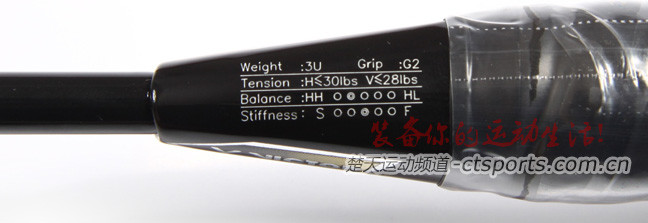 Weight :3U Grip :G2
Tension :H≤30lbs V≤28lbs
Balance :HH ○◎○○○ HL
Stiffness: S ○○◎○○ F
装备你的运动生活!
楚天运动频道-ctsports.com.cn